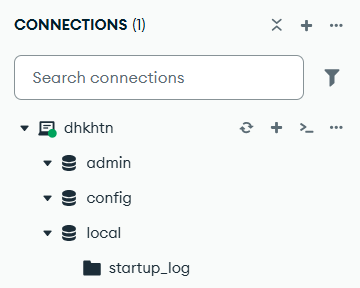 CONNECTIONS (1)
Search connections
dhkhtn
admin
config
local
startup_log